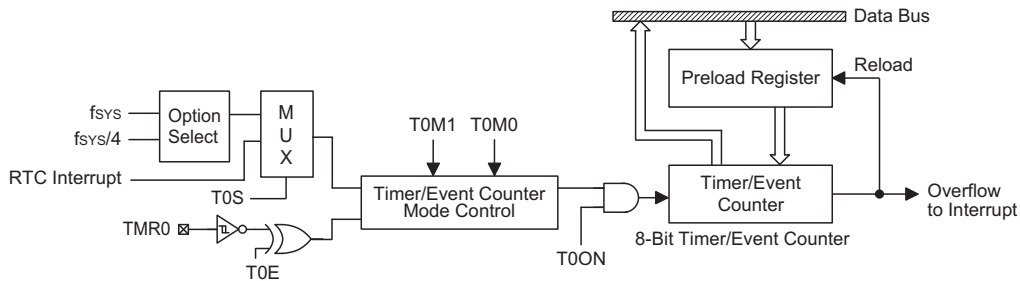 Data Bus
Preload Register
Reload
fSYS
fSYS/4
Option
Select
M
U
X
T0M1
T0M0
RTC Interrupt
T0S
Timer/Event Counter
Mode Control
Timer/Event
Counter
Overflow
to Interrupt
TMR0
T0E
T0ON
8-Bit Timer/Event Counter